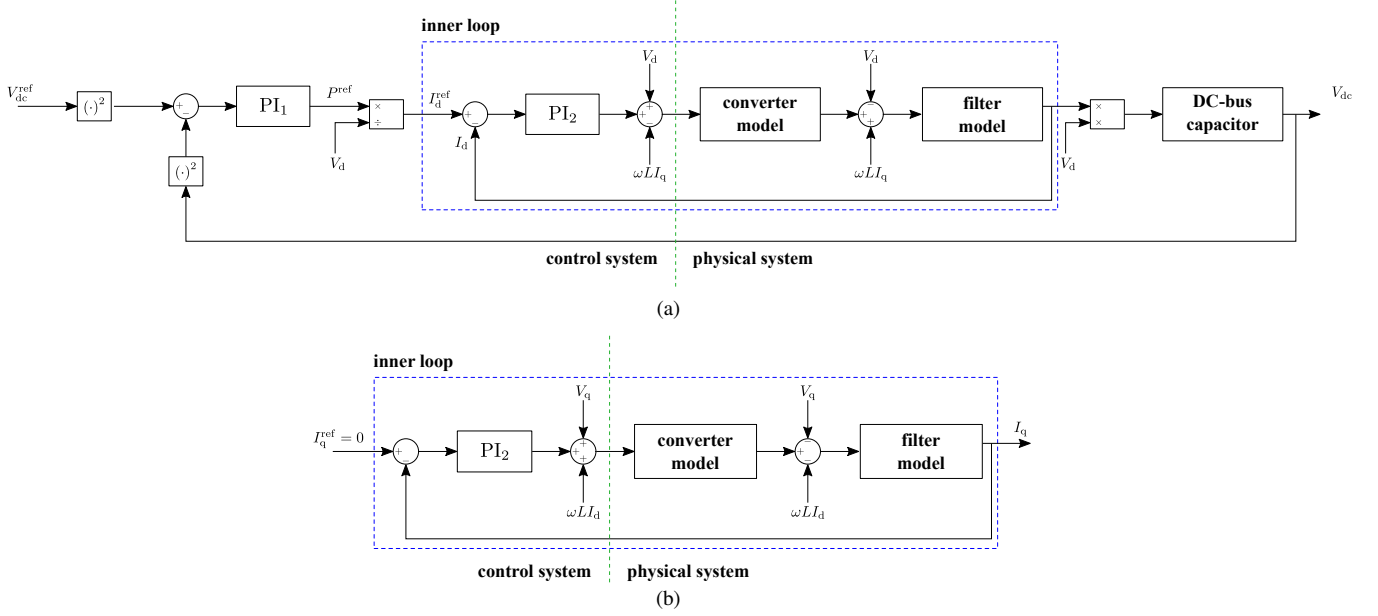 inner loop
V_d V_d
V_dc^ref (·)^2 + − PI_1 P^ref × ÷ I_d^ref + − PI_2 + + − converter model − + + filter model × × DC-bus capacitor V_dc
I_d
V_d ωLI_q ωLI_q V_d
(·)^2
control system physical system
(a)
inner loop
V_q V_q
I_q^ref = 0 + − PI_2 + + + converter model − + − filter model I_q
ωLI_d ωLI_d
control system physical system
(b)